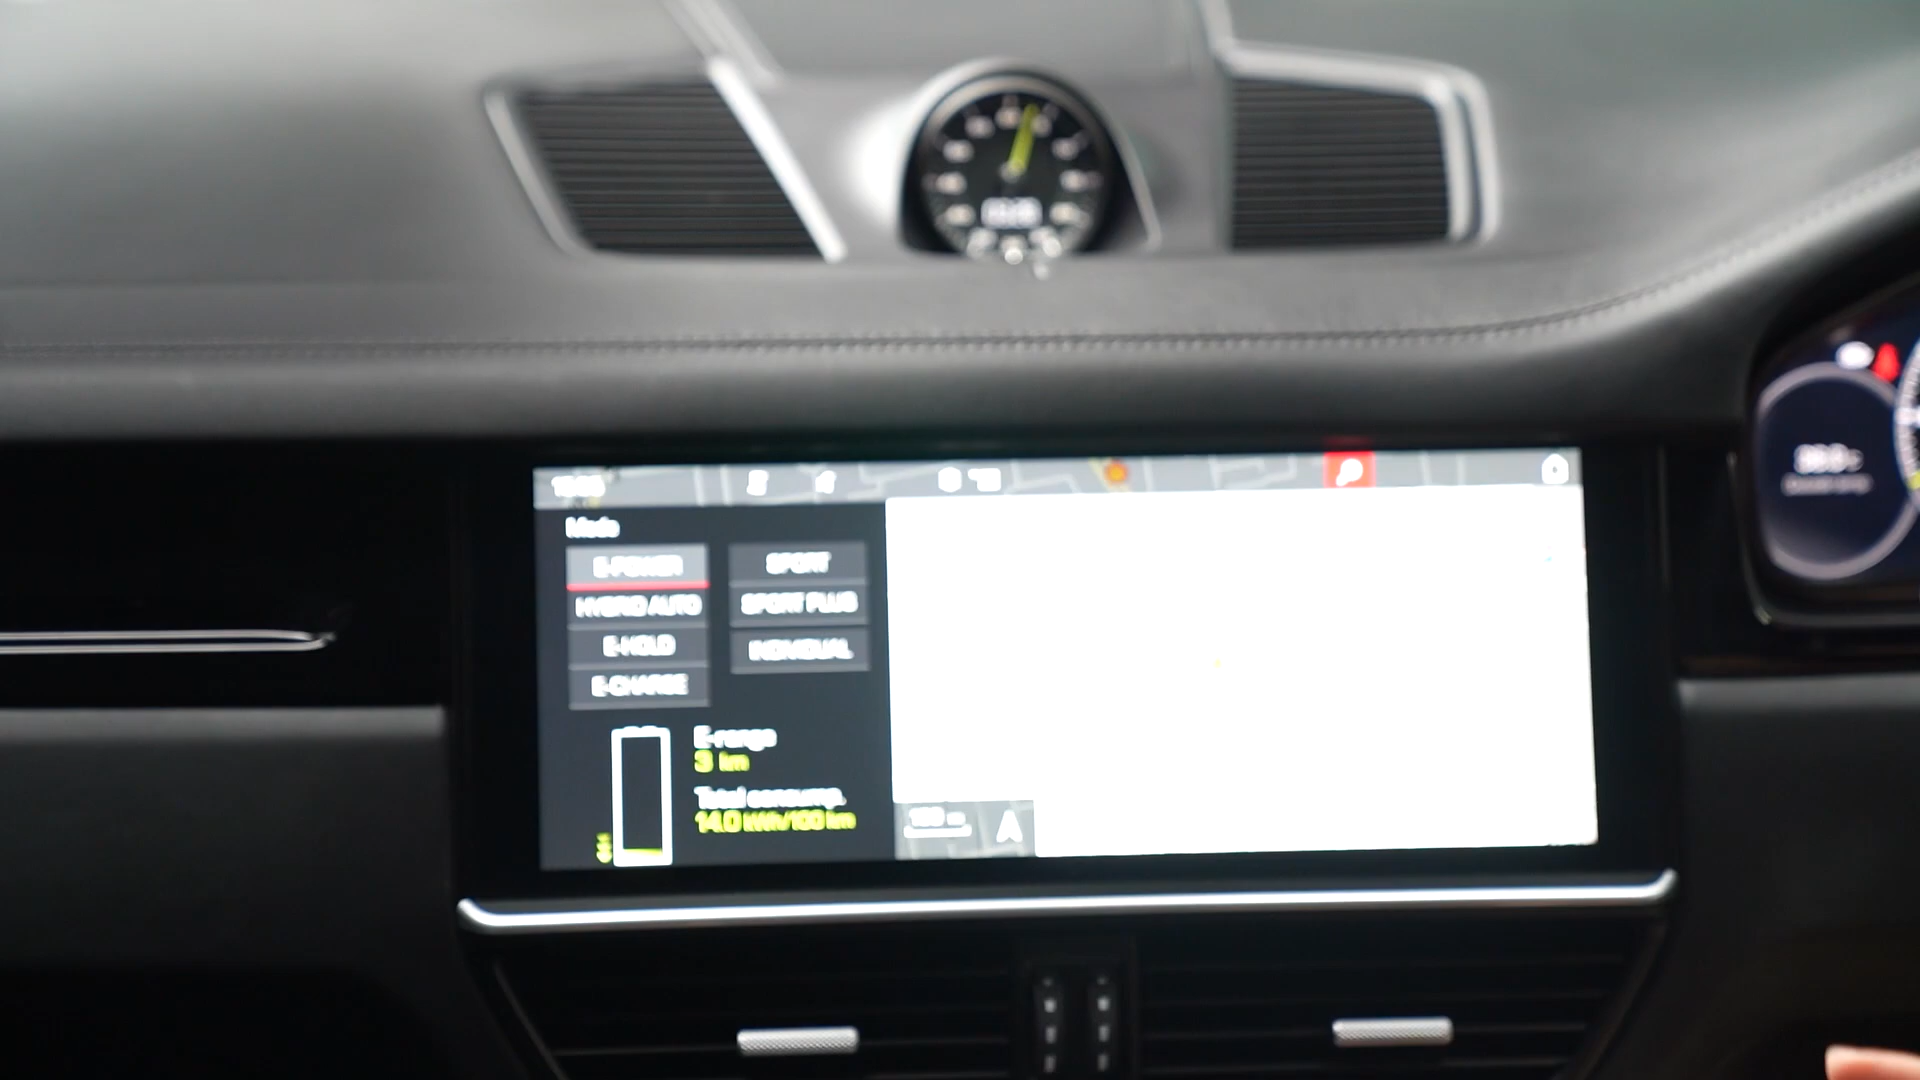 Mode
E-POWER
SPORT
HYBRID AUTO
SPORT PLUS
E-HOLD
INDIVIDUAL
E-CHARGE
E-range
3 km
Total consump.
14.0 kWh/100 km